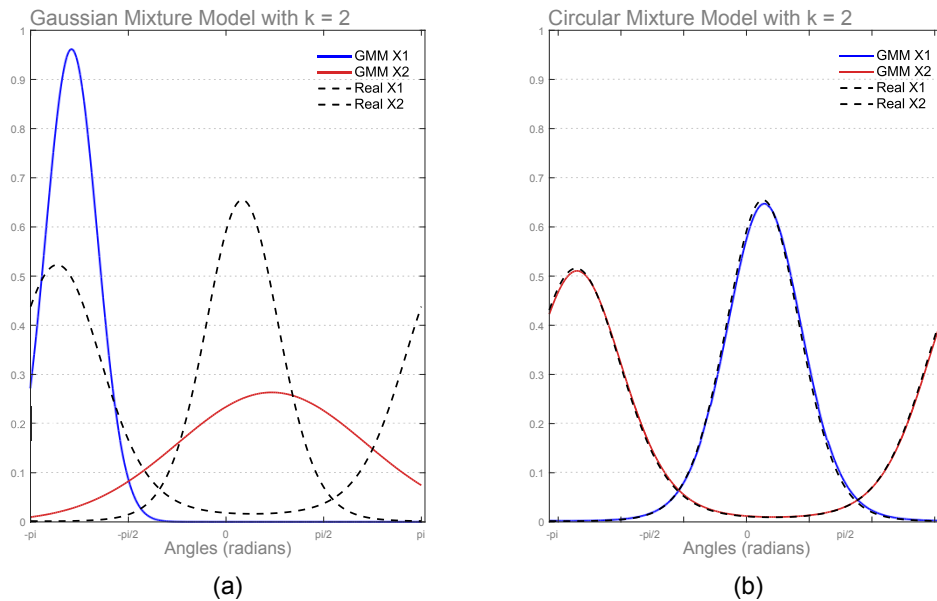 Gaussian Mixture Model with k = 2
1
0.9
0.8
0.7
0.6
0.5
0.4
0.3
0.2
0.1
0
GMM X1
GMM X2
Real X1
Real X2
-pi
-pi/2
0
pi/2
pi
Angles (radians)
(a)
Circular Mixture Model with k = 2
1
0.9
0.8
0.7
0.6
0.5
0.4
0.3
0.2
0.1
0
GMM X1
GMM X2
Real X1
Real X2
-pi
-pi/2
0
pi/2
pi
Angles (radians)
(b)